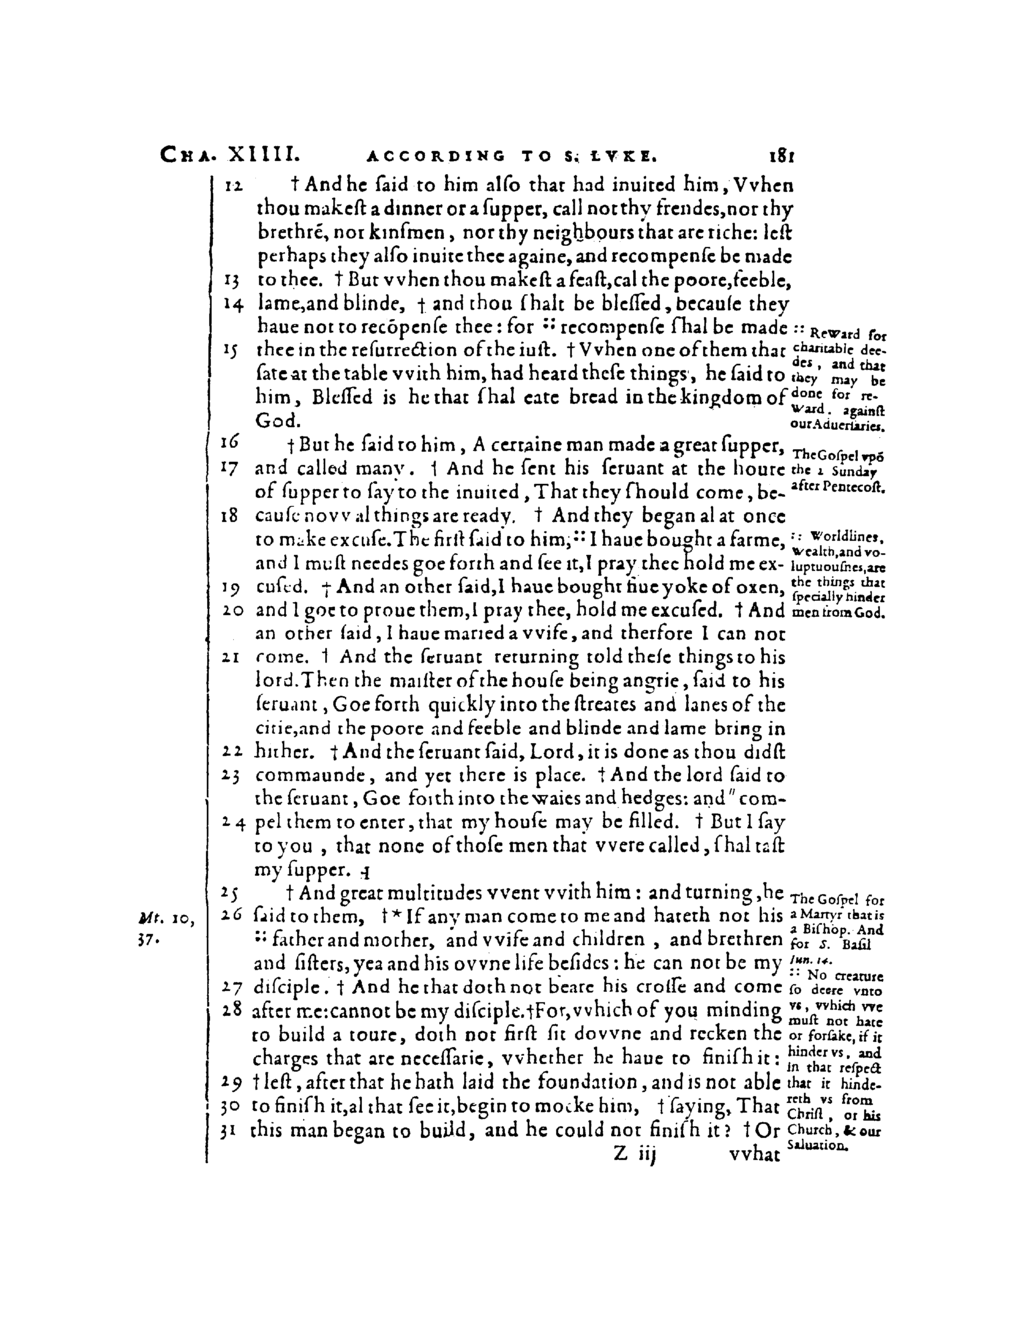 CHA. XIIII. ACCORDING TO S. LVKE. 181
12 † And he ſaid to him alſo that had inuited him, Vvhen
thou makeſt a dinner or a ſupper, call not thy frendes, nor thy
brethrē, nor kinſmen, nor thy neighbours that are riche: leſt
perhaps they alſo inuite thee againe, and recompenſe be made
13 to thee. † But vvhen thou makeſt a feaſt, cal the poore, feeble,
14 lame, and blinde, † and thou ſhalt be bleſſed, becauſe they
haue not to recōpenſe thee: for :: recompenſe ſhal be made
15 thee in the reſurrection of the iuſt. † Vvhen one of them that
ſate at the table vvith him, had heard theſe things, he ſaid to
him, Bleſſed is he that ſhal eate bread in the kingdom of
God.
:: Reward for
charitable dee-
des, and that
they may be
done for re-
ward. againſt
our Aduerſaries.
16 † But he ſaid to him, A certaine man made a great ſupper,
17 and called many. † And he ſent his ſeruant at the houre
of ſupper to ſay to the inuited, That they ſhould come, be-
18 cauſe novv al things are ready. † And they began al at once
to make excuſe. The firſt ſaid to him, :: I haue bought a farme,
and I muſt needes goe forth and ſee it, I pray thee hold me ex-
19 cuſed. † And an other ſaid, I haue bought fiue yoke of oxen,
20 and I goe to proue them, I pray thee, hold me excuſed. † And
an other ſaid, I haue maried a vvife, and therfore I can not
21 come. † And the ſeruant returning told theſe things to his
lord. Then the maiſter of the houſe being angrie, ſaid to his
ſeruant, Goe forth quickly into the ſtreates and lanes of the
citie, and the poore and feeble and blinde and lame bring in
22 hither. † And the ſeruant ſaid, Lord, it is done as thou didſt
23 commaunde, and yet there is place. † And the lord ſaid to
the ſeruant, Goe forth into the waies and hedges: and " com-
24 pel them to enter, that my houſe may be filled. † But I ſay
to you, that none of thoſe men that vvere called, ſhal taſt
my ſupper. ⊣
The Goſpel vpō
the 2 Sunday
after Pentecoſt.
:: Worldlines,
wealth, and vo-
luptuouſnes, are
the things that
ſpecially hinder
men from God.
25 † And great multitudes vvent vvith him: and turning, he
26 ſaid to them, † * If any man come to me and hateth not his
:: father and mother, and vvife and children, and brethren
and ſiſters, yea and his ovvne life beſides: he can not be my
27 diſciple. † And he that doth not beare his croſſe and come
28 after me: cannot be my diſciple. † For, vvhich of you minding
to build a toure, doth not firſt ſit dovvne and recken the
charges that are neceſſarie, vvhether he haue to finiſh it:
29 † leſt, after that he hath laid the foundation, and is not able
30 to finiſh it, al that ſee it, begin to mocke him, † ſaying, That
31 this man began to build, and he could not finiſh it? † Or
Mt. 10,
37.
The Goſpel for
a Martyr that is
a Biſhop. And
for S. Baſil
Iun. 14.
:: No creature
ſo deere vnto
vs, vvhich vve
muſt not hate
or forſake, if it
hinder vs, and
in that reſpect
that it hinde-
reth vs from
Chriſt, or his
Church, & our
Saluation.
Z iij vvhat